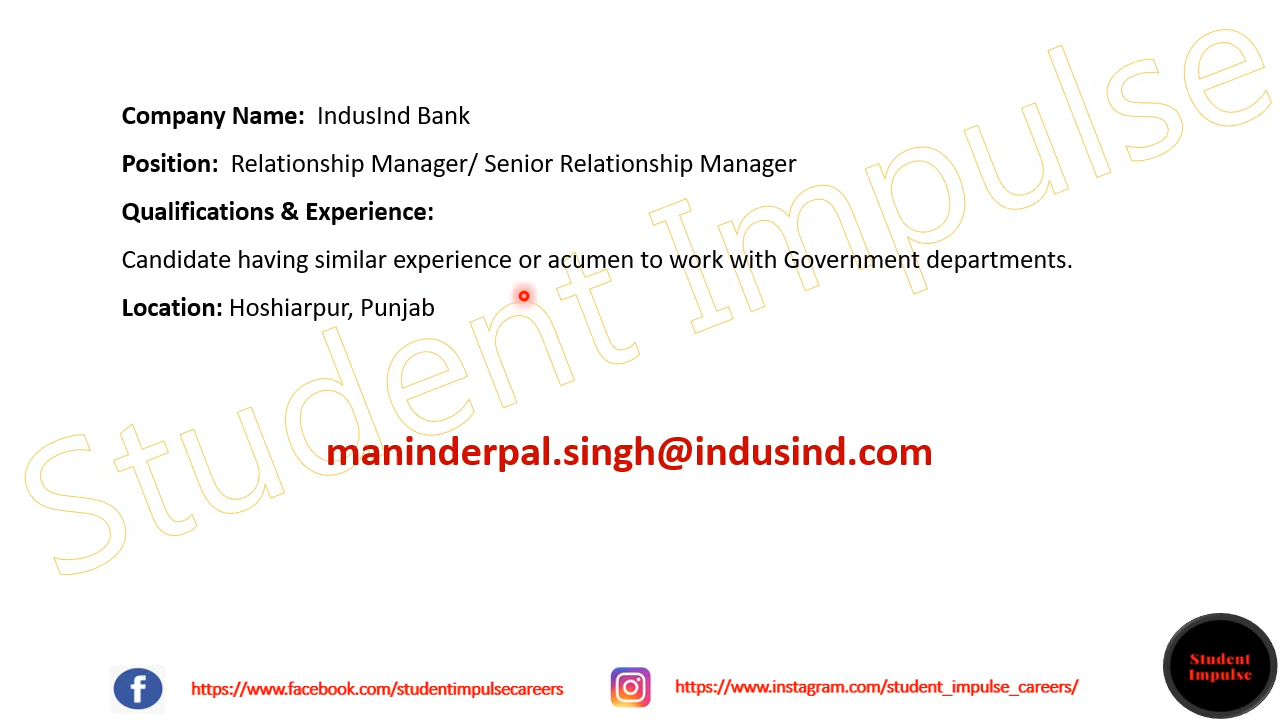 Company Name: IndusInd Bank
Position: Relationship Manager/ Senior Relationship Manager
Qualifications & Experience:
Candidate having similar experience or acumen to work with Government departments.
Location: Hoshiarpur, Punjab
Student Impulse
maninderpal.singh@indusind.com
https://www.facebook.com/studentimpulsecareers
https://www.instagram.com/student_impulse_careers/
Student
Impulse